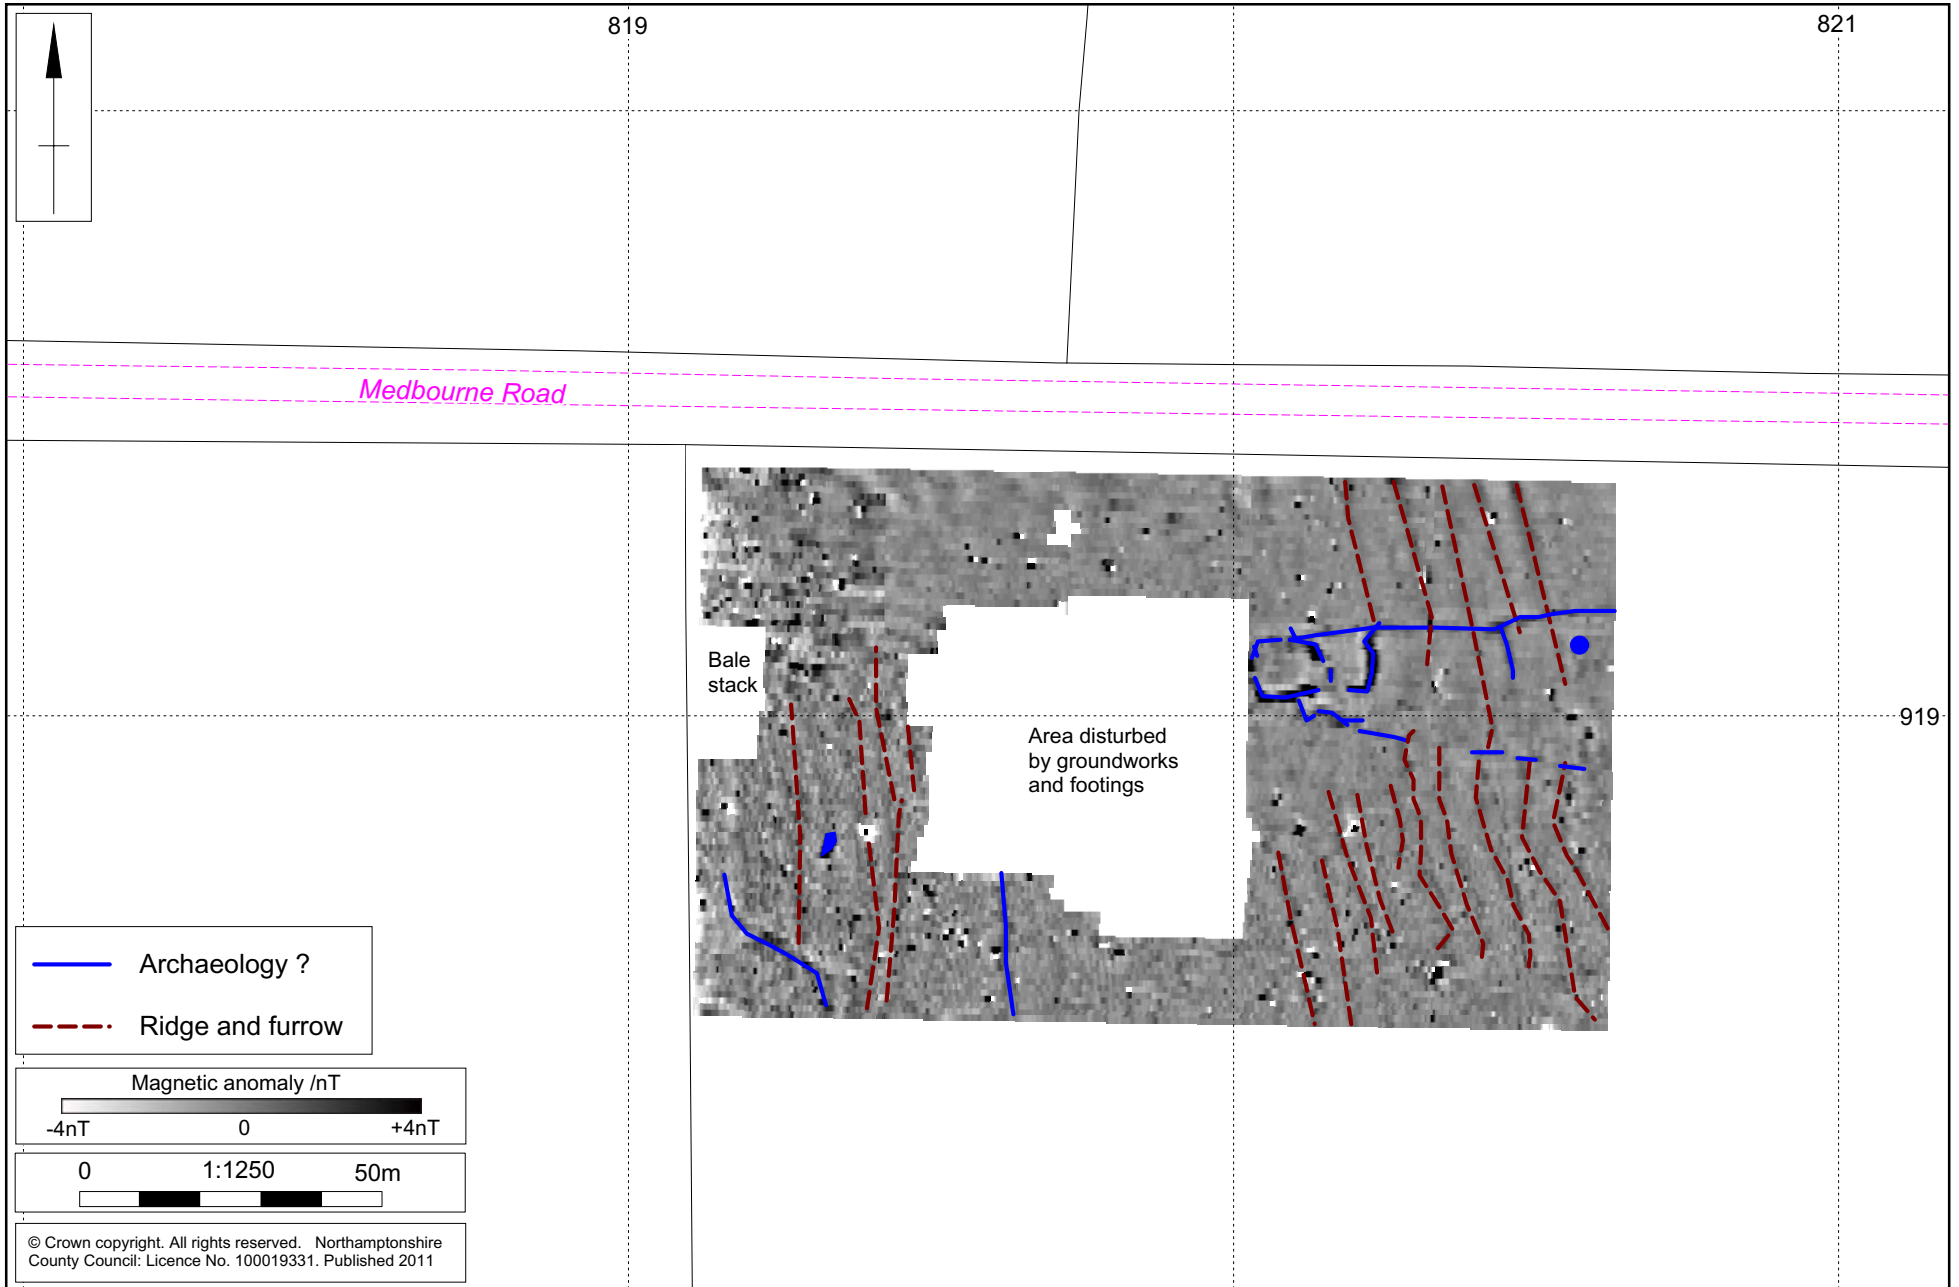 819
821
Medbourne Road
Bale
stack
919
Area disturbed
by groundworks
and footings
Archaeology ?
Ridge and furrow
Magnetic anomaly /nT
-4nT 0 +4nT
0 1:1250 50m
© Crown copyright. All rights reserved. Northamptonshire
County Council: Licence No. 100019331. Published 2011